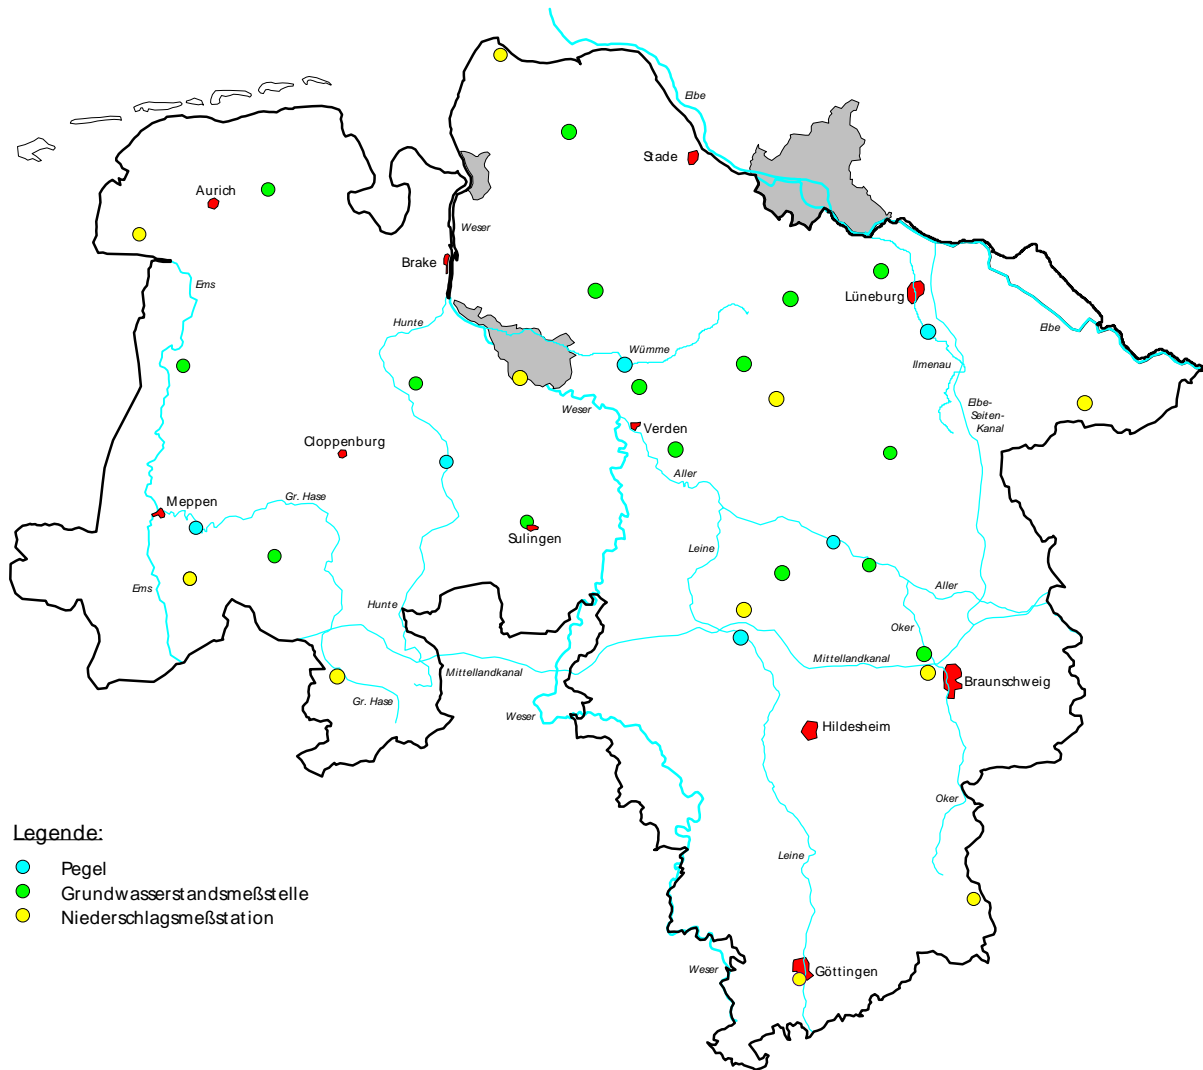 Elbe
Stade
Aurich
Weser
Brake
Ems
Lüneburg
Hunte
Elbe
Wümme
Ilmenau
Weser
Elbe-
Seiten-
Kanal
Verden
Cloppenburg
Aller
Gr. Hase
Meppen
Sulingen
Leine
Ems
Aller
Hunte
Oker
Mittellandkanal
Mittellandkanal
Braunschweig
Gr. Hase
Weser
Hildesheim
Oker
Legende:
Leine
Pegel
Grundwasserstandsmeßstelle
Niederschlagsmeßstation
Weser
Göttingen